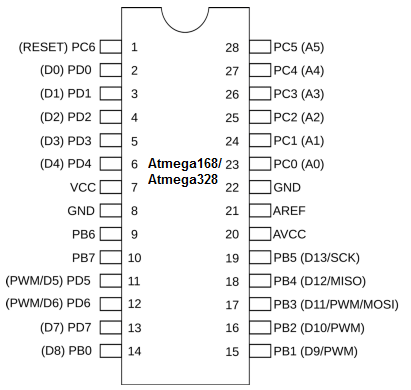 (RESET) PC6 1 28 PC5 (A5)
(D0) PD0 2 27 PC4 (A4)
(D1) PD1 3 26 PC3 (A3)
(D2) PD2 4 25 PC2 (A2)
(D3) PD3 5 24 PC1 (A1)
(D4) PD4 6 Atmega168/ 23 PC0 (A0)
Atmega328
VCC 7 22 GND
GND 8 21 AREF
PB6 9 20 AVCC
PB7 10 19 PB5 (D13/SCK)
(PWM/D5) PD5 11 18 PB4 (D12/MISO)
(PWM/D6) PD6 12 17 PB3 (D11/PWM/MOSI)
(D7) PD7 13 16 PB2 (D10/PWM)
(D8) PB0 14 15 PB1 (D9/PWM)